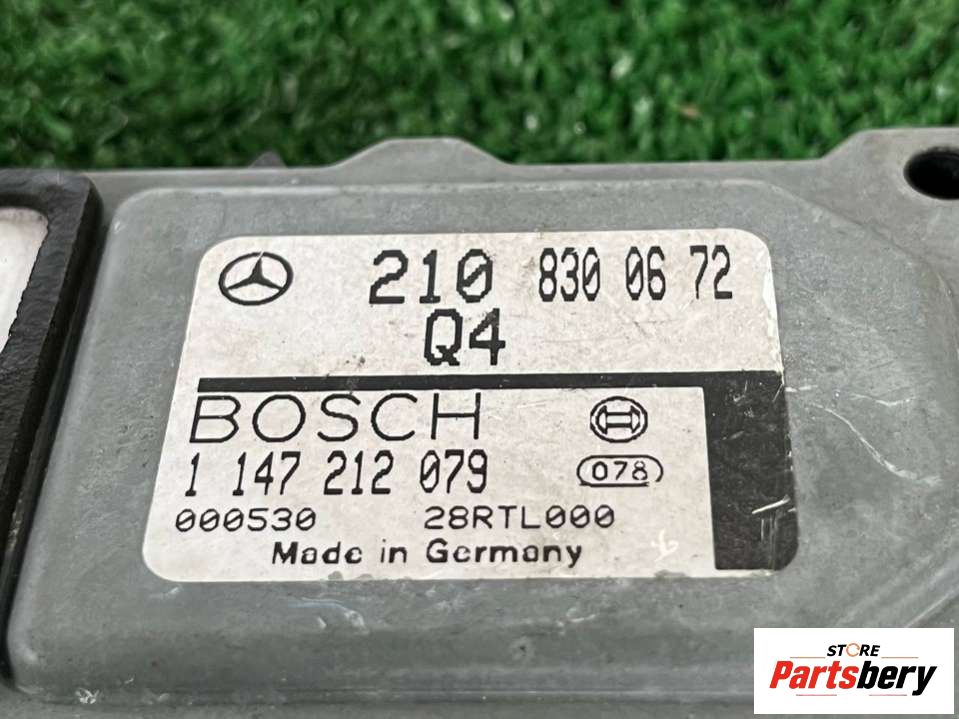 210 830 06 72
Q4
BOSCH
1 147 212 079 078
000530 28RTL000
Made in Germany
STORE
Partsbery